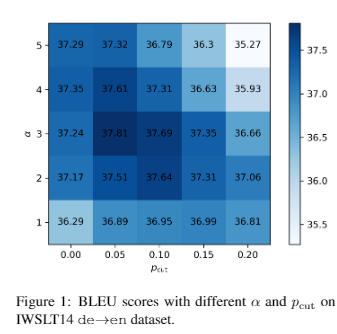 5 37.29 37.32 36.79 36.3 35.27
4 37.35 37.61 37.31 36.63 35.93
3 37.24 37.81 37.69 37.35 36.66
2 37.17 37.51 37.64 37.31 37.06
1 36.29 36.89 36.95 36.99 36.81
0.00 0.05 0.10 0.15 0.20
α
p_cut
37.5
37.0
36.5
36.0
35.5
Figure 1: BLEU scores with different α and p_cut on
IWSLT14 de→en dataset.